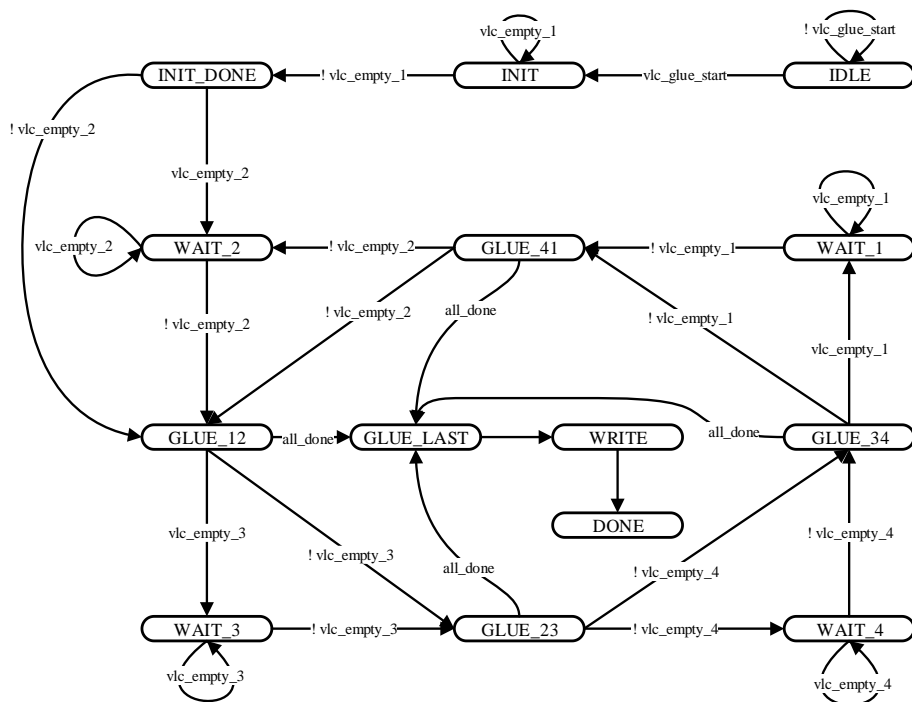 vlc_empty_1
! vlc_glue_start
INIT_DONE
! vlc_empty_1
INIT
vlc_glue_start
IDLE
! vlc_empty_2
vlc_empty_2
vlc_empty_1
vlc_empty_2
WAIT_2
! vlc_empty_2
GLUE_41
! vlc_empty_1
WAIT_1
! vlc_empty_2
! vlc_empty_2
all_done
! vlc_empty_1
vlc_empty_1
GLUE_12
all_done
GLUE_LAST
WRITE
all_done
GLUE_34
DONE
vlc_empty_3
! vlc_empty_3
all_done
! vlc_empty_4
! vlc_empty_4
WAIT_3
! vlc_empty_3
GLUE_23
! vlc_empty_4
WAIT_4
vlc_empty_3
vlc_empty_4